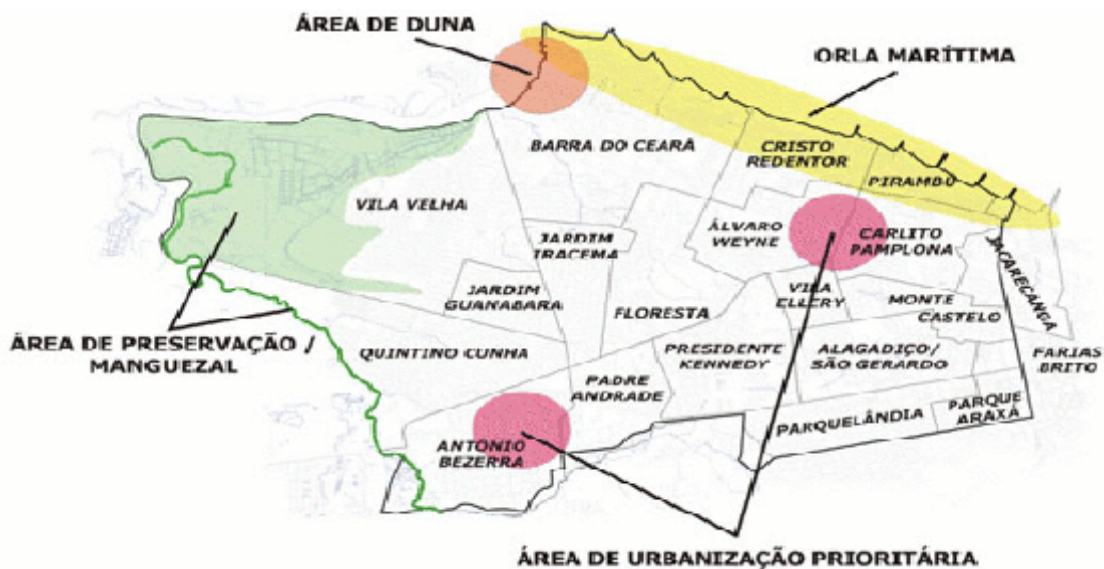 ÁREA DE DUNA
ORLA MARÍTIMA
BARRA DO CEARÁ
CRISTO
REDENTOR
PIRAMBÚ
VILA VELHA
ÁLVARO
WEYNE
CARLITO
PAMPLONA
JACARECANGA
JARDIM
IRACEMA
JARDIM
GUANABARA
VILA
ELLERY
MONTE
CASTELO
FLORESTA
ÁREA DE PRESERVAÇÃO /
MANGUEZAL
QUINTINO CUNHA
PRESIDENTE
KENNEDY
ALAGADIÇO/
SÃO GERARDO
FARIAS
BRITO
PADRE
ANDRADE
PARQUELÂNDIA
PARQUE
ARAXÁ
ANTONIO
BEZERRA
ÁREA DE URBANIZAÇÃO PRIORITÁRIA